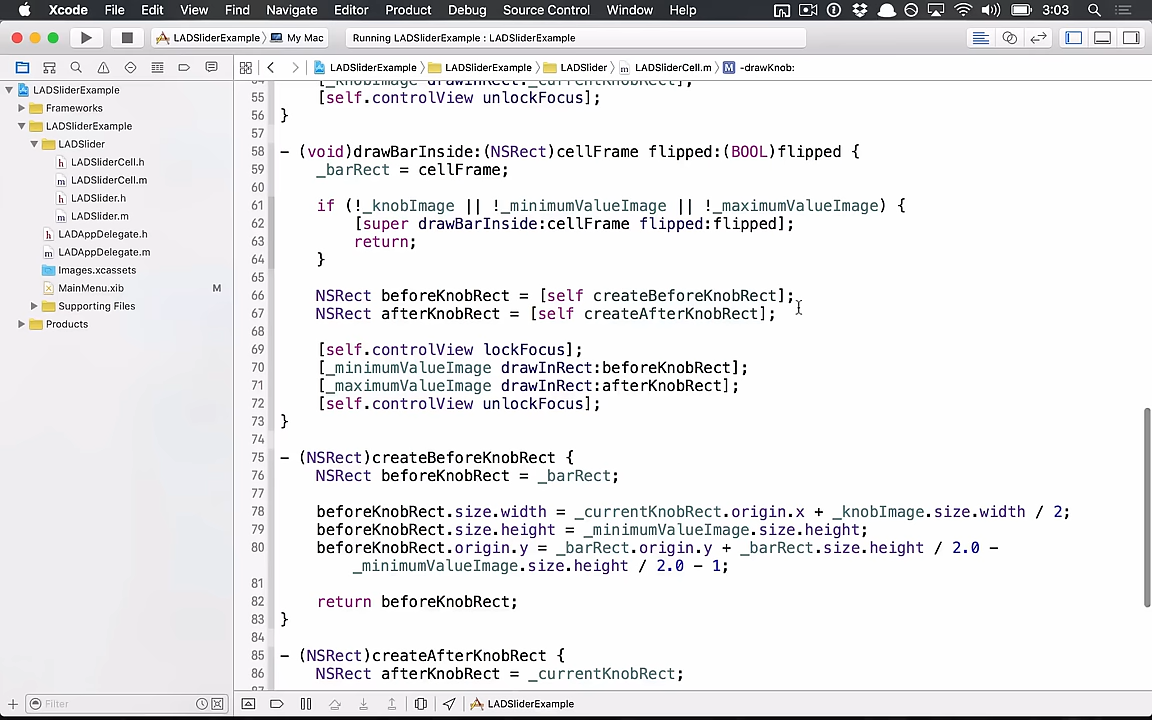 Xcode File Edit View Find Navigate Editor Product Debug Source Control Window Help 3:03
LADSliderExample My Mac Running LADSliderExample : LADSliderExample
LADSliderExample LADSliderExample LADSlider LADSliderCell.m -drawKnob:
LADSliderExample
Frameworks
LADSliderExample
LADSlider
LADSliderCell.h
LADSliderCell.m
LADSlider.h
LADSlider.m
LADAppDelegate.h
LADAppDelegate.m
Images.xcassets
MainMenu.xib M
Supporting Files
Products
Filter
[_knobImage drawInRect:_currentKnobRect];
55 [self.controlView unlockFocus];
56 }
57
58 - (void)drawBarInside:(NSRect)cellFrame flipped:(BOOL)flipped {
59 _barRect = cellFrame;
60
61 if (!_knobImage || !_minimumValueImage || !_maximumValueImage) {
62 [super drawBarInside:cellFrame flipped:flipped];
63 return;
64 }
65
66 NSRect beforeKnobRect = [self createBeforeKnobRect];
67 NSRect afterKnobRect = [self createAfterKnobRect];
68
69 [self.controlView lockFocus];
70 [_minimumValueImage drawInRect:beforeKnobRect];
71 [_maximumValueImage drawInRect:afterKnobRect];
72 [self.controlView unlockFocus];
73 }
74
75 - (NSRect)createBeforeKnobRect {
76 NSRect beforeKnobRect = _barRect;
77
78 beforeKnobRect.size.width = _currentKnobRect.origin.x + _knobImage.size.width / 2;
79 beforeKnobRect.size.height = _minimumValueImage.size.height;
80 beforeKnobRect.origin.y = _barRect.origin.y + _barRect.size.height / 2.0 -
_minimumValueImage.size.height / 2.0 - 1;
81
82 return beforeKnobRect;
83 }
84
85 - (NSRect)createAfterKnobRect {
86 NSRect afterKnobRect = _currentKnobRect;
LADSliderExample